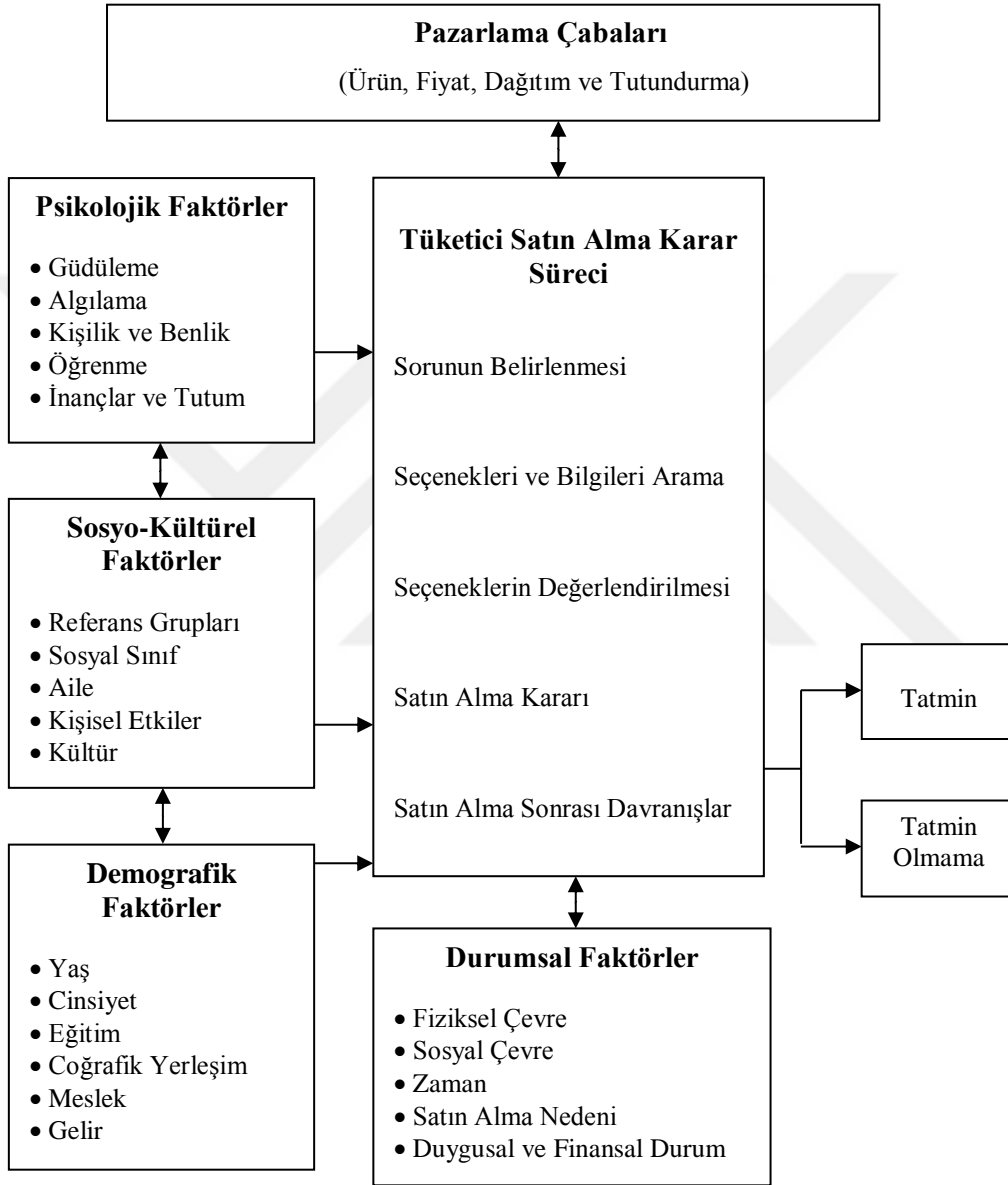 Pazarlama Çabaları
(Ürün, Fiyat, Dağıtım ve Tutundurma)
Psikolojik Faktörler
• Güdüleme
• Algılama
• Kişilik ve Benlik
• Öğrenme
• İnançlar ve Tutum
Sosyo-Kültürel
Faktörler
• Referans Grupları
• Sosyal Sınıf
• Aile
• Kişisel Etkiler
• Kültür
Demografik
Faktörler
• Yaş
• Cinsiyet
• Eğitim
• Coğrafik Yerleşim
• Meslek
• Gelir
Tüketici Satın Alma Karar
Süreci
Sorunun Belirlenmesi
Seçenekleri ve Bilgileri Arama
Seçeneklerin Değerlendirilmesi
Satın Alma Kararı
Satın Alma Sonrası Davranışlar
Durumsal Faktörler
• Fiziksel Çevre
• Sosyal Çevre
• Zaman
• Satın Alma Nedeni
• Duygusal ve Finansal Durum
Tatmin
Tatmin
Olmama